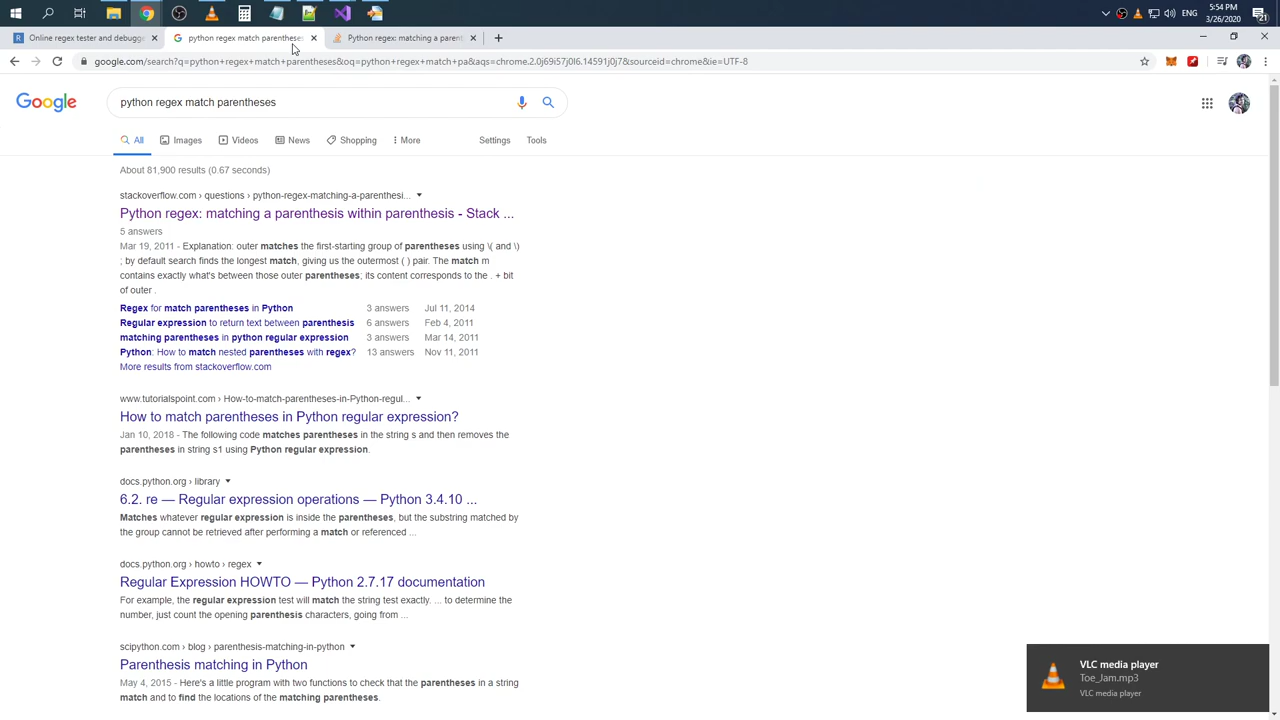 5:54 PM
3/26/2020
21
Online regex tester and debugge
python regex match parentheses
Python regex: matching a parent
google.com/search?q=python+regex+match+parentheses&oq=python+regex+match+pa&aqs=chrome.2.0j69i57j0l6.14591j0j7&sourceid=chrome&ie=UTF-8
Google
python regex match parentheses
All
Images
Videos
News
Shopping
More
Settings
Tools
About 81,900 results (0.67 seconds)
stackoverflow.com › questions › python-regex-matching-a-parenthesi...
Python regex: matching a parenthesis within parenthesis - Stack ...
5 answers
Mar 19, 2011 - Explanation: outer matches the first-starting group of parentheses using \( and \)
; by default search finds the longest match, giving us the outermost ( ) pair. The match m
contains exactly what's between those outer parentheses; its content corresponds to the . + bit
of outer .
Regex for match parentheses in Python 3 answers Jul 11, 2014
Regular expression to return text between parenthesis 6 answers Feb 4, 2011
matching parentheses in python regular expression 3 answers Mar 14, 2011
Python: How to match nested parentheses with regex? 13 answers Nov 11, 2011
More results from stackoverflow.com
www.tutorialspoint.com › How-to-match-parentheses-in-Python-regul...
How to match parentheses in Python regular expression?
Jan 10, 2018 - The following code matches parentheses in the string s and then removes the
parentheses in string s1 using Python regular expression.
docs.python.org › library
6.2. re — Regular expression operations — Python 3.4.10 ...
Matches whatever regular expression is inside the parentheses, but the substring matched by
the group cannot be retrieved after performing a match or referenced ...
docs.python.org › howto › regex
Regular Expression HOWTO — Python 2.7.17 documentation
For example, the regular expression test will match the string test exactly. ... to determine the
number, just count the opening parenthesis characters, going from ...
scipython.com › blog › parenthesis-matching-in-python
Parenthesis matching in Python
May 4, 2015 - Here's a little program with two functions to check that the parentheses in a string
match and to find the locations of the matching parentheses.
VLC media player
Toe_Jam.mp3
VLC media player